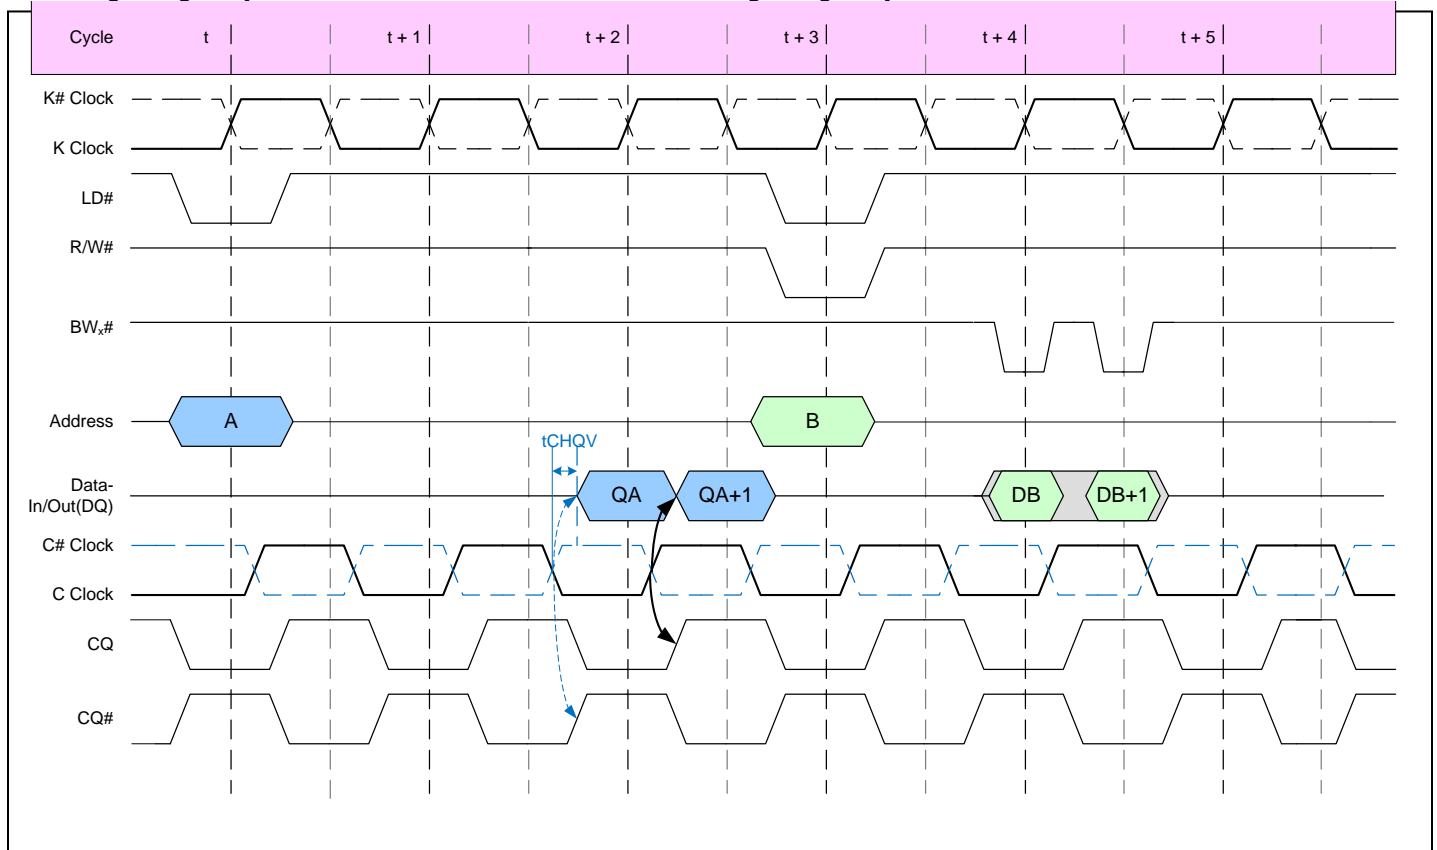 Cycle t t + 1 t + 2 t + 3 t + 4 t + 5
K# Clock
K Clock
LD#
R/W#
BWx#
Address A B
tCHQV
Data-
In/Out(DQ) QA QA+1 DB DB+1
C# Clock
C Clock
CQ
CQ#